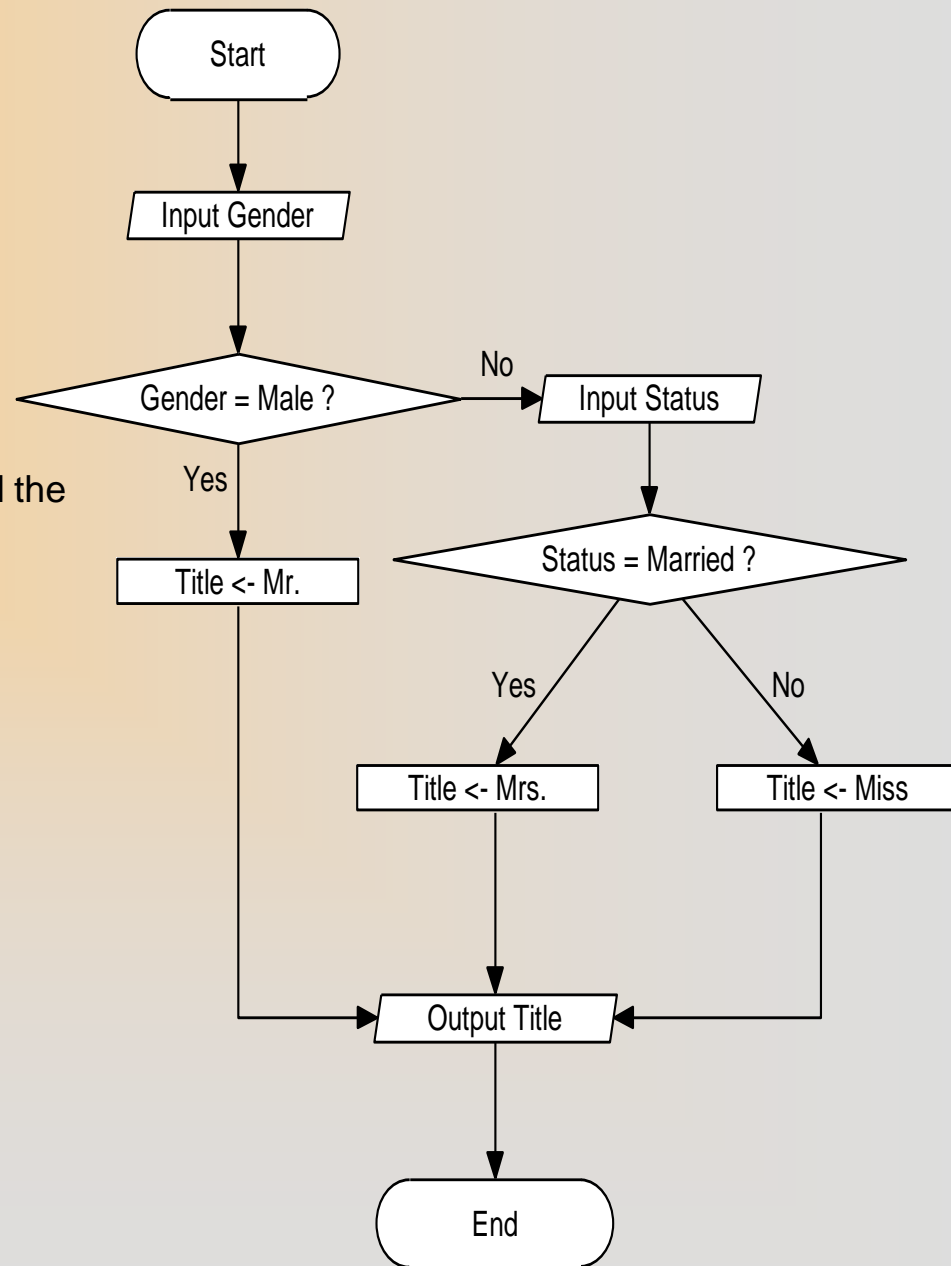 Start
Input Gender
Gender = Male ?
No
Input Status
Yes
l the
Status = Married ?
Title <- Mr.
Yes
No
Title <- Mrs.
Title <- Miss
Output Title
End